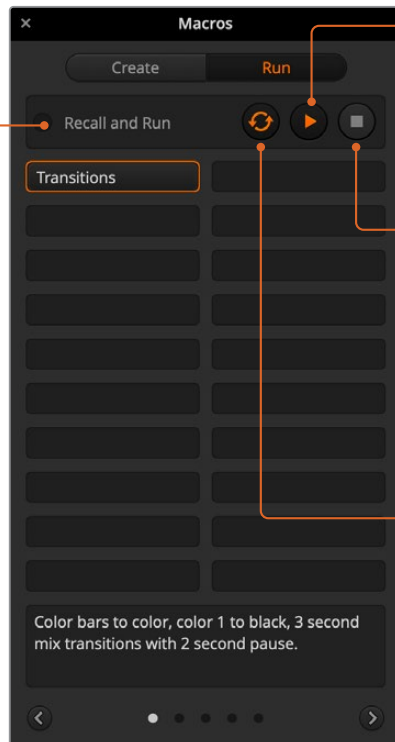 Macros
Create
Run
Recall and Run
Transitions
Color bars to color, color 1 to black, 3 second
mix transitions with 2 second pause.